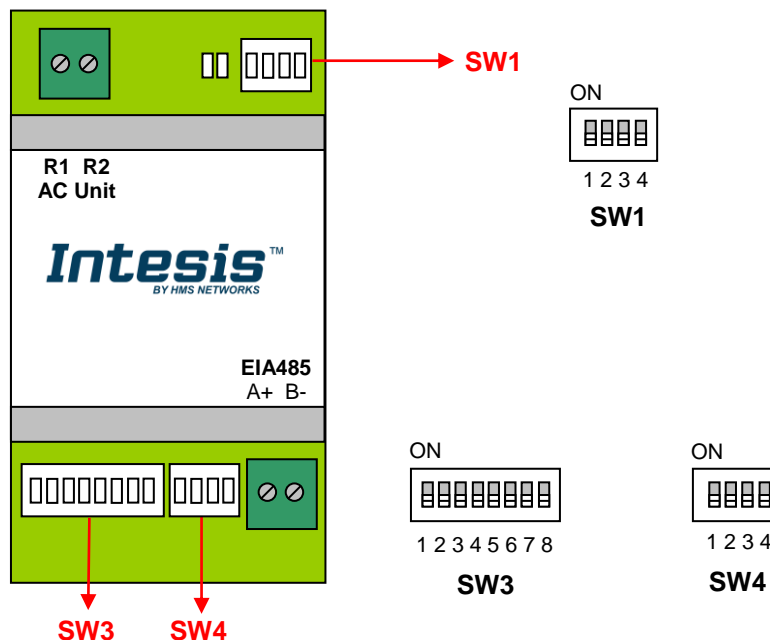 SW1
ON
1 2 3 4
SW1
R1 R2
AC Unit
Intesis™
BY HMS NETWORKS
EIA485
A+ B-
ON
1 2 3 4 5 6 7 8
SW3
ON
1 2 3 4
SW4
SW3
SW4